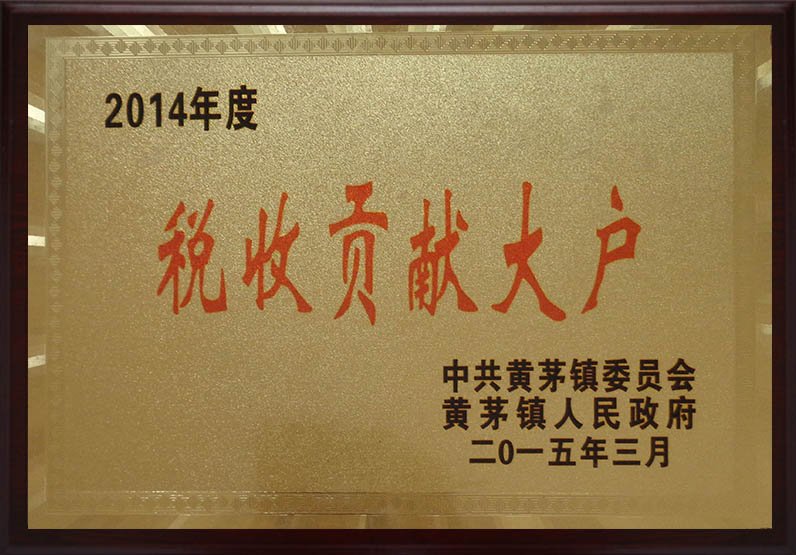 2014年度
税收贡献大户
中共黄茅镇委员会
黄茅镇人民政府
二0一五年三月